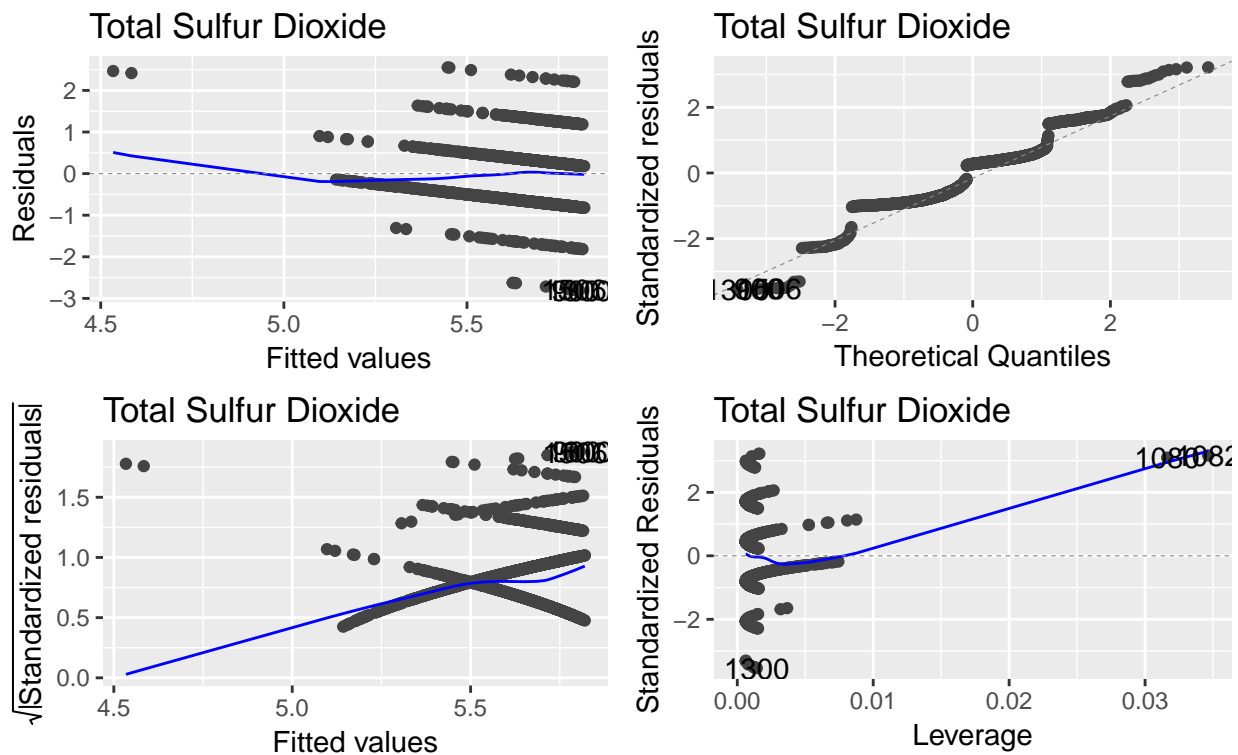 Total Sulfur Dioxide
Residuals
2
1
0
−1
−2
−3
4.5
5.0
5.5
Fitted values
Total Sulfur Dioxide
Standardized residuals
2
0
−2
−2
0
2
Theoretical Quantiles
Total Sulfur Dioxide
√|Standardized residuals|
1.5
1.0
0.5
0.0
4.5
5.0
5.5
Fitted values
Total Sulfur Dioxide
Standardized Residuals
2
0
−2
1080
1082
1300
0.00
0.01
0.02
0.03
Leverage